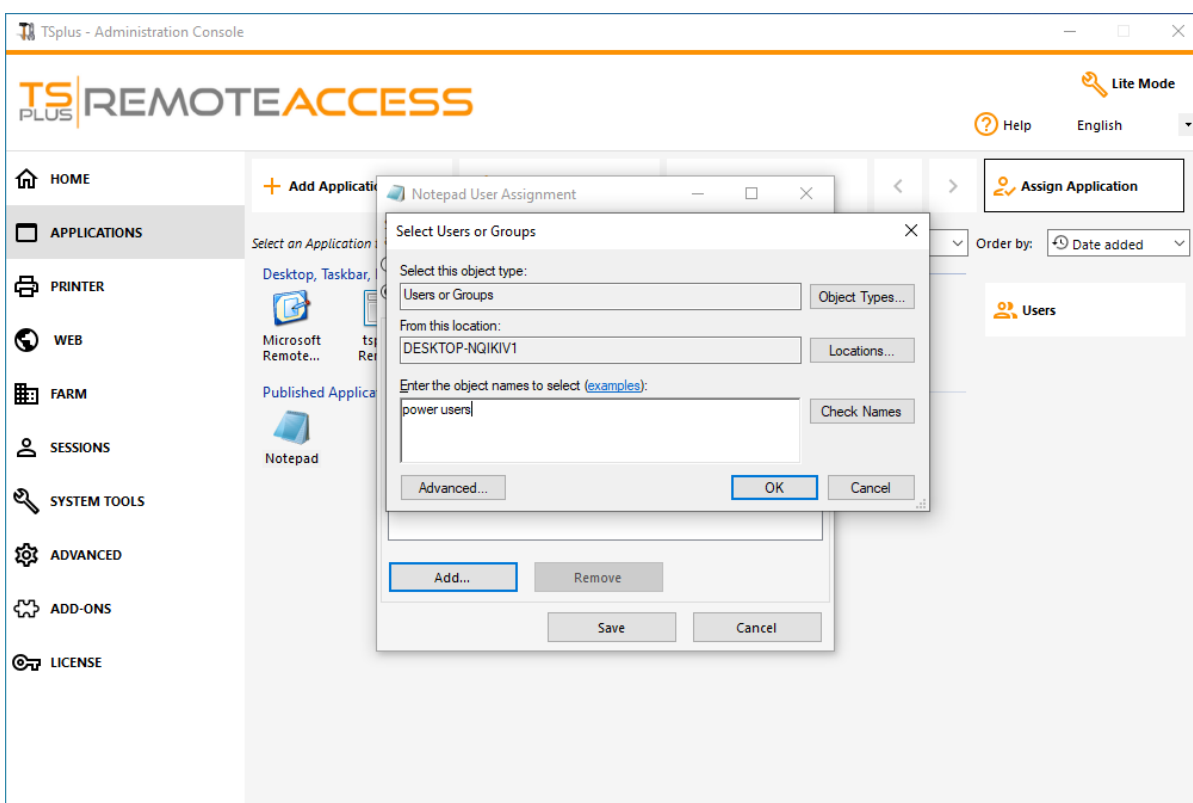 TSplus - Administration Console
TS PLUS REMOTEACCESS
Lite Mode
Help English
HOME
APPLICATIONS
PRINTER
WEB
FARM
SESSIONS
SYSTEM TOOLS
ADVANCED
ADD-ONS
LICENSE
Add
Assign Application
Select an Application
Order by: Date added
Desktop, Taskbar,
Microsoft
Remote...
Published
Notepad
Users
Notepad User Assignment
Select Users or Groups
Select this object type:
Users or Groups
Object Types...
From this location:
DESKTOP-NQIKIV1
Locations...
Enter the object names to select (examples):
power users
Check Names
Advanced...
OK
Cancel
Add...
Remove
Save
Cancel